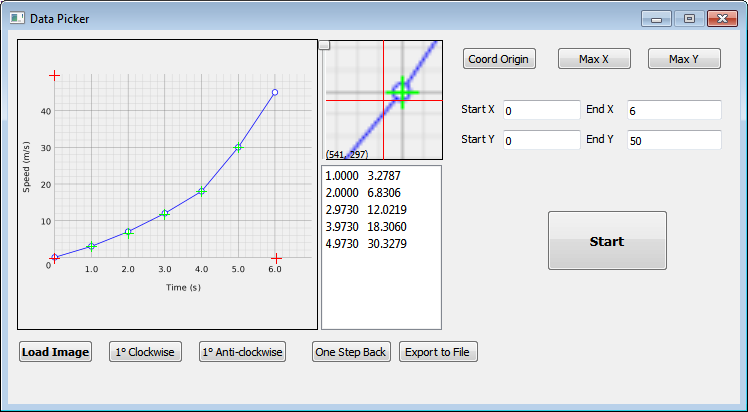 Data Picker
Coord Origin Max X Max Y
Start X 0 End X 6
Start Y 0 End Y 50
Start
50
40
30
20
10
0
1.0 2.0 3.0 4.0 5.0 6.0
Speed (m/s)
Time (s)
(541, 297)
1.0000 3.2787
2.0000 6.8306
2.9730 12.0219
3.9730 18.3060
4.9730 30.3279
Load Image 1° Clockwise 1° Anti-clockwise One Step Back Export to File